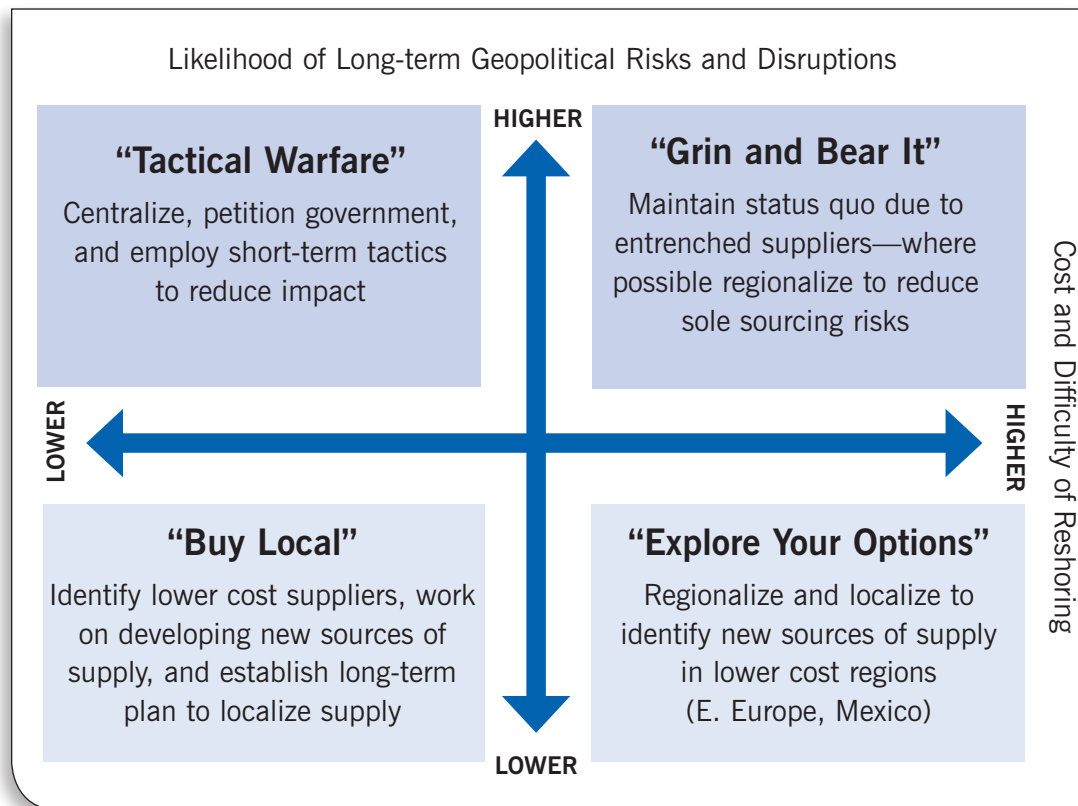 Likelihood of Long-term Geopolitical Risks and Disruptions
HIGHER
“Tactical Warfare”
Centralize, petition government,
and employ short-term tactics
to reduce impact
“Grin and Bear It”
Maintain status quo due to
entrenched suppliers—where
possible regionalize to reduce
sole sourcing risks
LOWER
HIGHER
Cost and Difficulty of Reshoring
“Buy Local”
Identify lower cost suppliers, work
on developing new sources of
supply, and establish long-term
plan to localize supply
“Explore Your Options”
Regionalize and localize to
identify new sources of supply
in lower cost regions
(E. Europe, Mexico)
LOWER